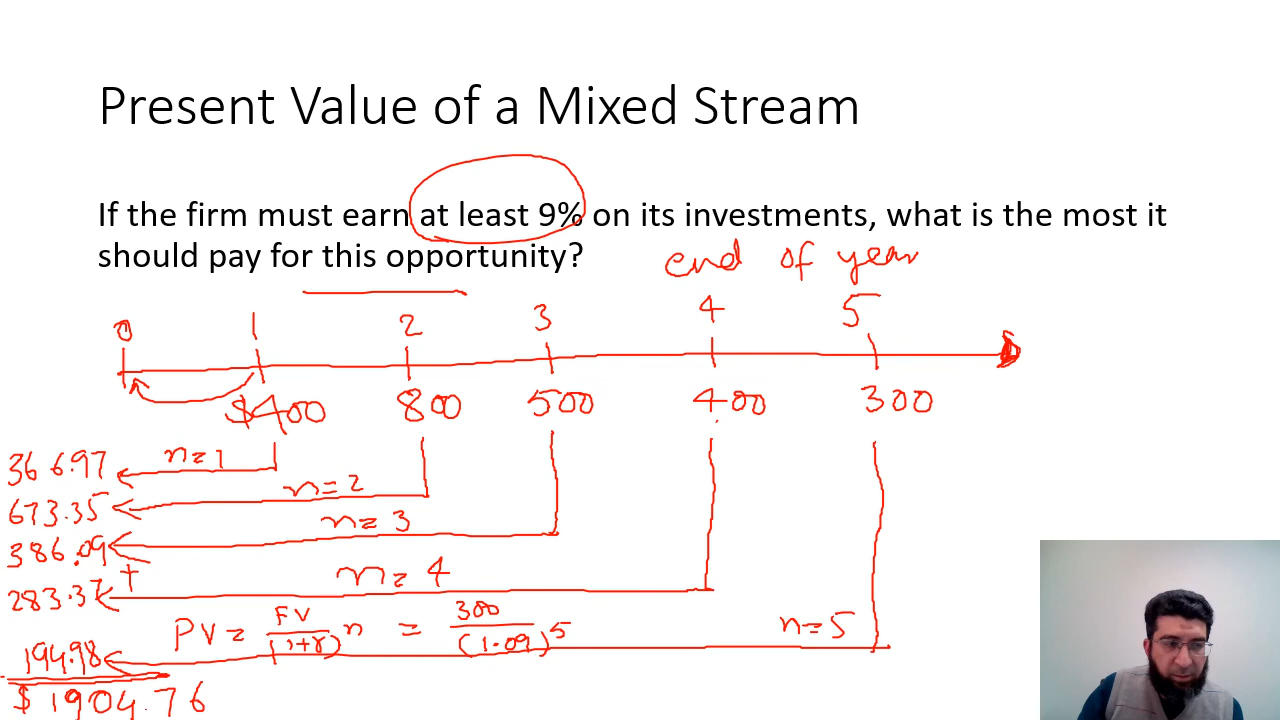 Present Value of a Mixed Stream
If the firm must earn at least 9% on its investments, what is the most it
should pay for this opportunity?
end of year
0 1 2 3 4 5
$400 800 500 400 300
366.97 n=1
673.35 n=2
386.09 n=3
283.37 + n=4
PV = FV/(1+r)^n = 300/(1.09)^5 n=5
194.98
$1904.76